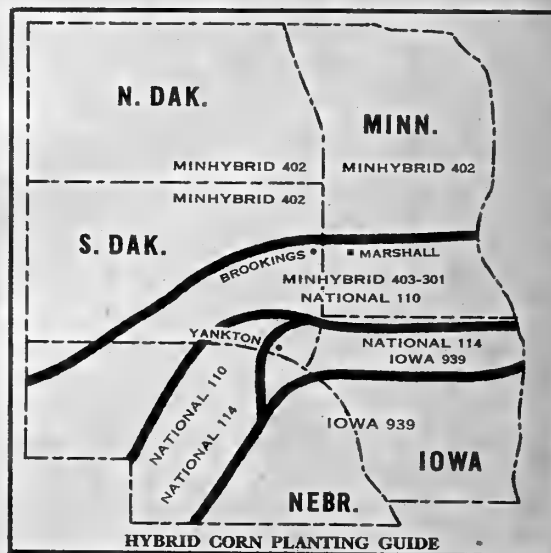 N. DAK.
MINN.
MINHYBRID 402
MINHYBRID 402
MINHYBRID 402
S. DAK.
BROOKINGS
MARSHALL
MINHYBRID 403-301
NATIONAL 110
YANKTON
NATIONAL 114
IOWA 939
NATIONAL 110
NATIONAL 114
IOWA 939
IOWA
NEBR.
HYBRID CORN PLANTING GUIDE